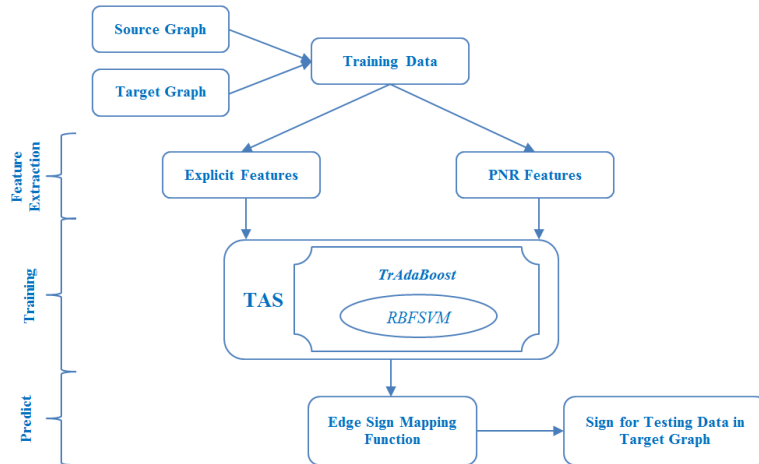 Source Graph
Training Data
Target Graph
Feature
Extraction
Explicit Features
PNR Features
Training
TAS
TrAdaBoost
RBFSVM
Predict
Edge Sign Mapping
Function
Sign for Testing Data in
Target Graph